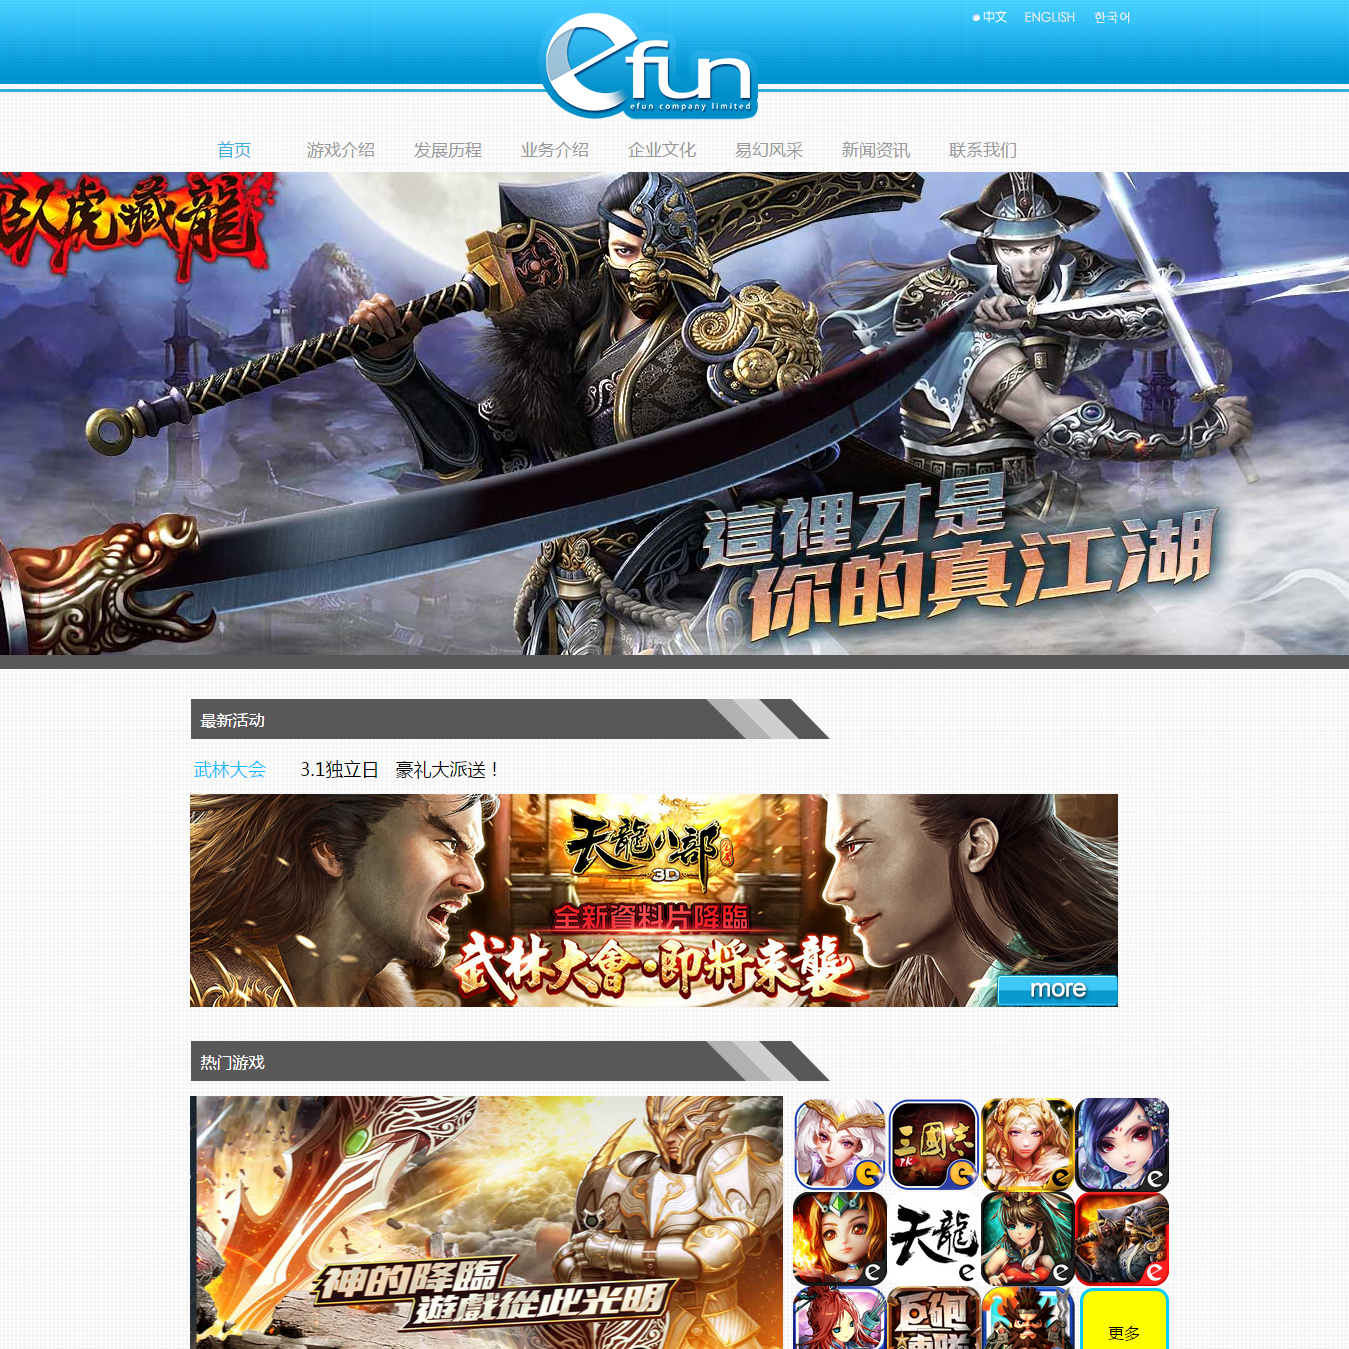 中文 ENGLISH 한국어
efun
efun company limited
首页 游戏介绍 发展历程 业务介绍 企业文化 易幻风采 新闻资讯 联系我们
臥虎藏龍
這裡才是
你的真江湖
最新活动
武林大会 3.1独立日 豪礼大派送！
天龍八部
3D
全新資料片降臨
武林大會·即將来襲
more
热门游戏
神的降臨
遊戲從此光明
三國志
PK
天龍
巨砲
更多